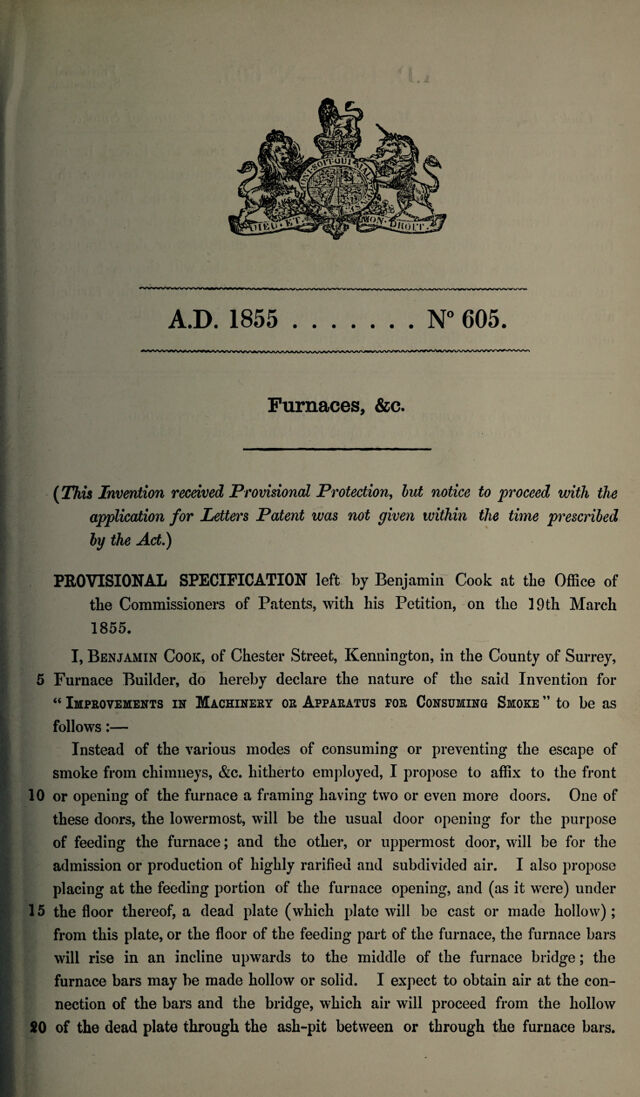 DIEU · ET · MON · DROIT ·
A.D. 1855 . . . . . . . N° 605.
Furnaces, &c.
(This Invention received Provisional Protection, but notice to proceed with the
application for Letters Patent was not given within the time prescribed
by the Act.)
PROVISIONAL SPECIFICATION left by Benjamin Cook at the Office of
the Commissioners of Patents, with his Petition, on the 19th March
1855.
I, BENJAMIN COOK, of Chester Street, Kennington, in the County of Surrey,
5 Furnace Builder, do hereby declare the nature of the said Invention for
“ IMPROVEMENTS IN MACHINERY OR APPARATUS FOR CONSUMING SMOKE ” to be as
follows :—
Instead of the various modes of consuming or preventing the escape of
smoke from chimneys, &c. hitherto employed, I propose to affix to the front
10 or opening of the furnace a framing having two or even more doors. One of
these doors, the lowermost, will be the usual door opening for the purpose
of feeding the furnace; and the other, or uppermost door, will be for the
admission or production of highly rarified and subdivided air. I also propose
placing at the feeding portion of the furnace opening, and (as it were) under
15 the floor thereof, a dead plate (which plate will be cast or made hollow) ;
from this plate, or the floor of the feeding part of the furnace, the furnace bars
will rise in an incline upwards to the middle of the furnace bridge; the
furnace bars may be made hollow or solid. I expect to obtain air at the con-
nection of the bars and the bridge, which air will proceed from the hollow
20 of the dead plate through the ash-pit between or through the furnace bars.